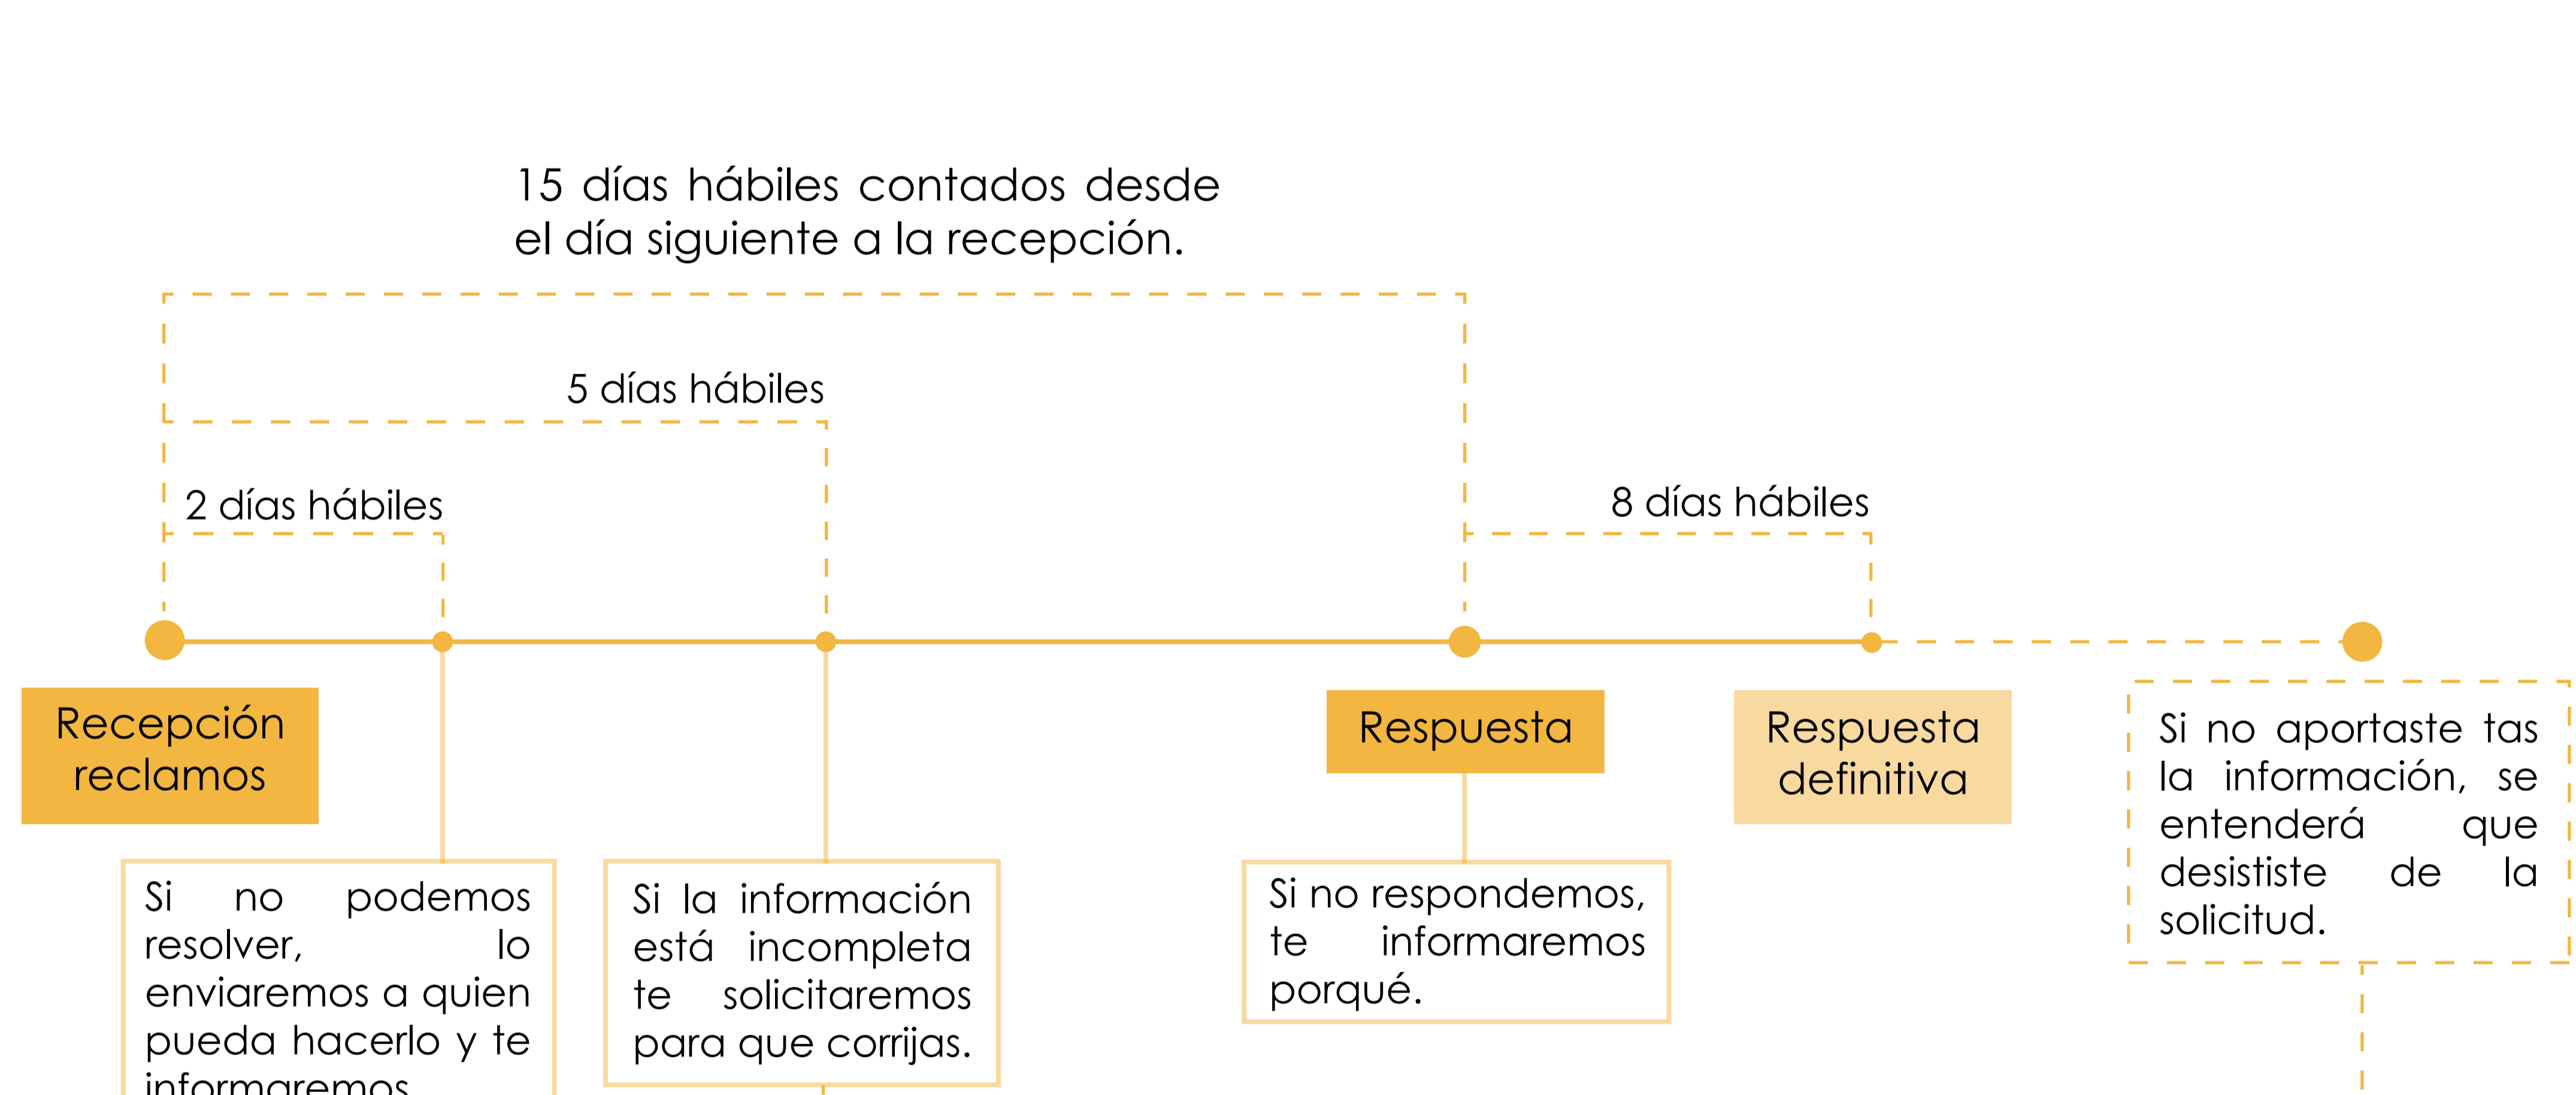 15 días hábiles contados desde
el día siguiente a la recepción.
5 días hábiles
2 días hábiles
8 días hábiles
Recepción
reclamos
Respuesta
Respuesta
definitiva
Si no aportaste tas
la información, se
entenderá que
desististe de la
solicitud.
Si no podemos
resolver, lo
enviaremos a quien
pueda hacerlo y te
informaremos
Si la información
está incompleta
te solicitaremos
para que corrijas.
Si no respondemos,
te informaremos
porqué.